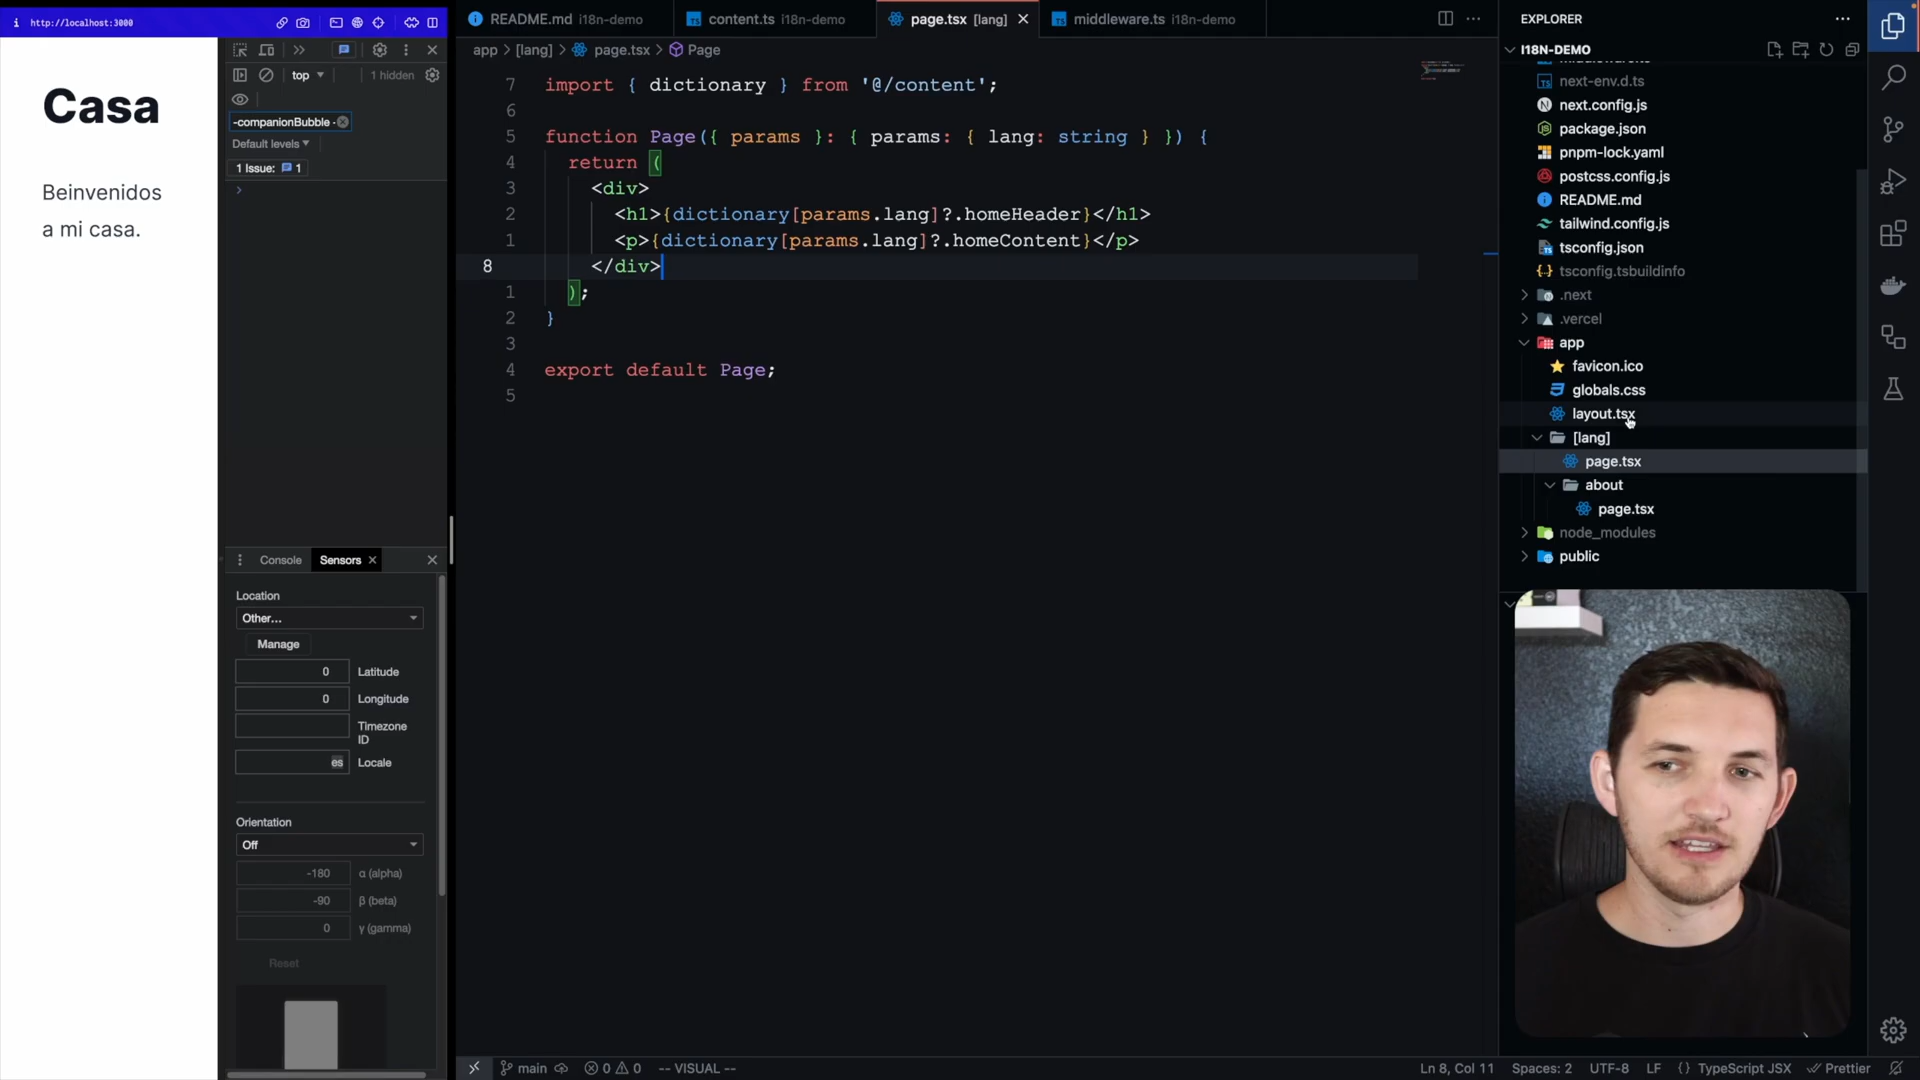 http://localhost:3000
Casa
Beinvenidos
a mi casa.
top
1 hidden
-companionBubble -
Default levels
1 Issue: 1
Console
Sensors
Location
Other...
Manage
0 Latitude
0 Longitude
Timezone
ID
es Locale
Orientation
Off
-180 α (alpha)
-90 β (beta)
0 γ (gamma)
Reset
README.md i18n-demo
content.ts i18n-demo
page.tsx [lang]
middleware.ts i18n-demo
app > [lang] > page.tsx > Page
7 import { dictionary } from '@/content';
6
5 function Page({ params }: { params: { lang: string } }) {
4 return (
3 <div>
2 <h1>{dictionary[params.lang]?.homeHeader}</h1>
1 <p>{dictionary[params.lang]?.homeContent}</p>
8 </div>
1 );
2 }
3
4 export default Page;
5
EXPLORER
I18N-DEMO
next-env.d.ts
next.config.js
package.json
pnpm-lock.yaml
postcss.config.js
README.md
tailwind.config.js
tsconfig.json
tsconfig.tsbuildinfo
.next
.vercel
app
favicon.ico
globals.css
layout.tsx
[lang]
page.tsx
about
page.tsx
node_modules
public
main
0 0
-- VISUAL --
Ln 8, Col 11
Spaces: 2
UTF-8
LF
{ } TypeScript JSX
Prettier